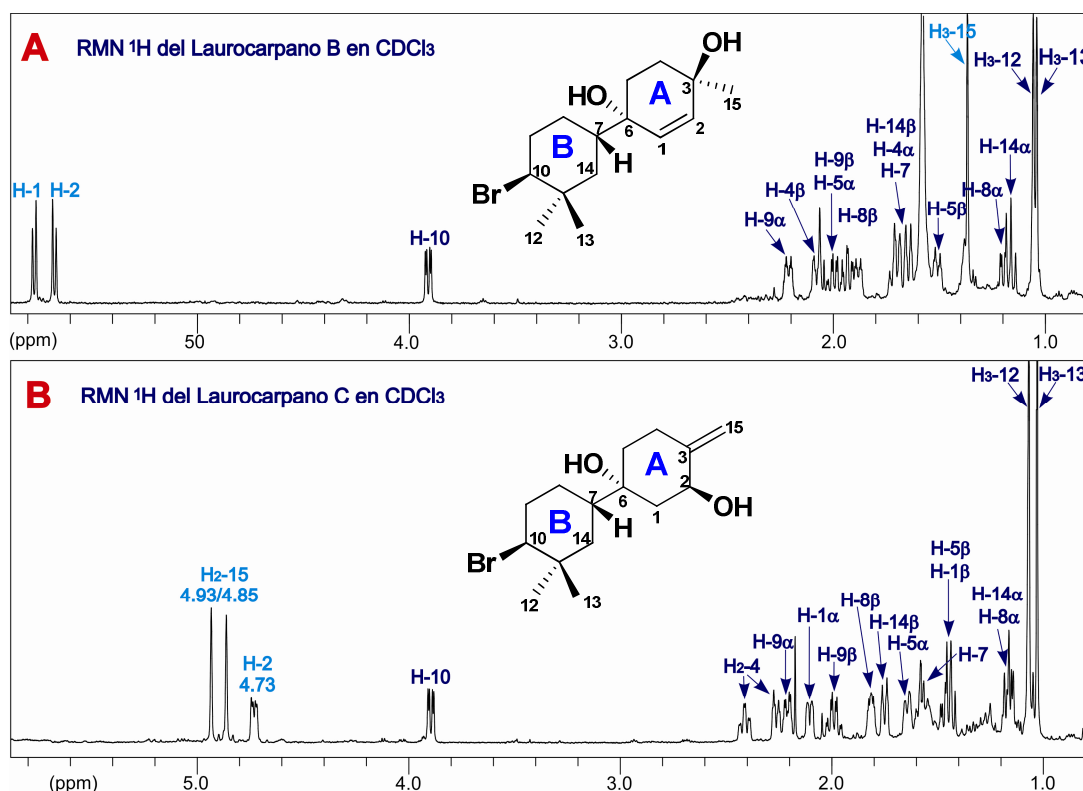 A
RMN ¹H del Laurocarpano B en CDCl₃
OH
HO
A
3
15
6
2
7
1
B
H
10
14
Br
12
13
H-1
H-2
H-10
H-9α
H-4β
H-9β
H-5α
H-8β
H-14β
H-4α
H-7
H-5β
H₃-15
H-8α
H-14α
H₃-12
H₃-13
(ppm)
50
4.0
3.0
2.0
1.0
B
RMN ¹H del Laurocarpano C en CDCl₃
15
3
HO
A
6
2
7
OH
1
B
H
10
14
Br
12
13
H₂-15
4.93/4.85
H-2
4.73
H-10
H₂-4
H-9α
H-1α
H-9β
H-8β
H-14β
H-5α
H-7
H-5β
H-1β
H-14α
H-8α
H₃-12
H₃-13
(ppm)
5.0
4.0
3.0
2.0
1.0